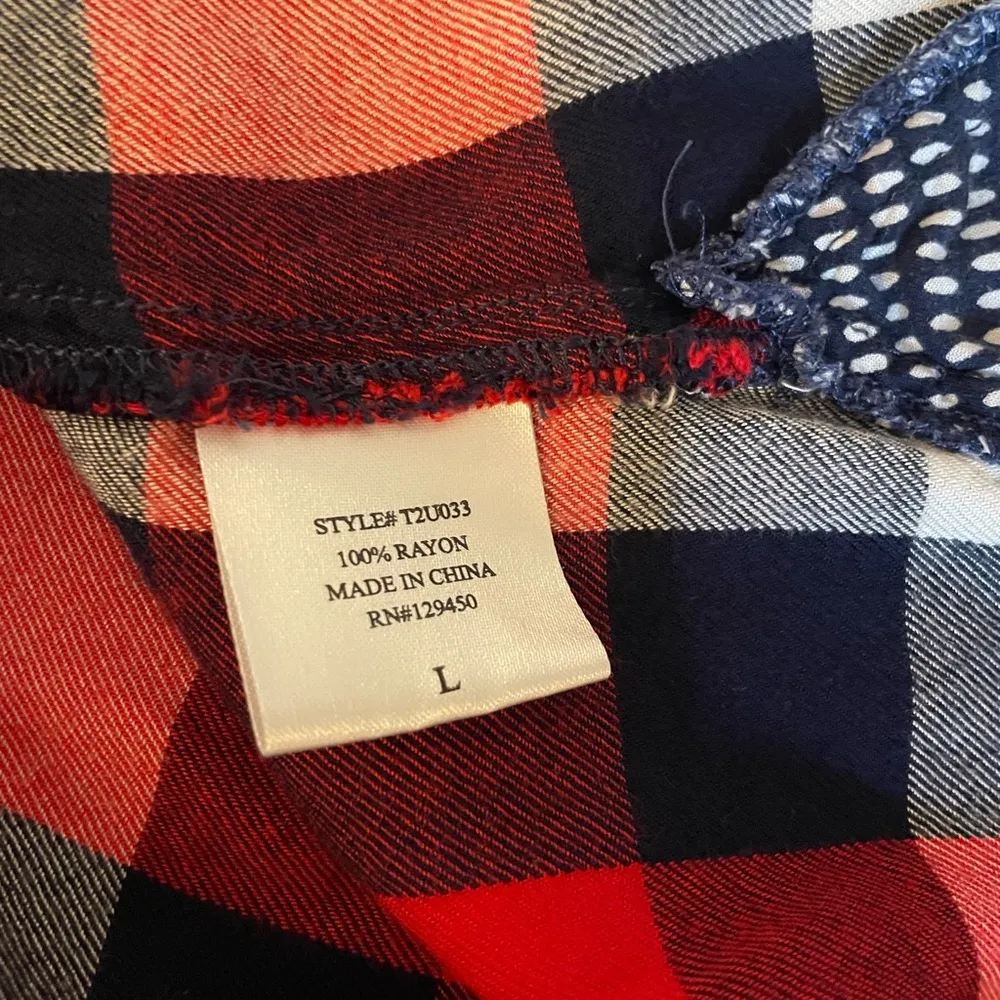 STYLE# T2U033
100% RAYON
MADE IN CHINA
RN#129450
L